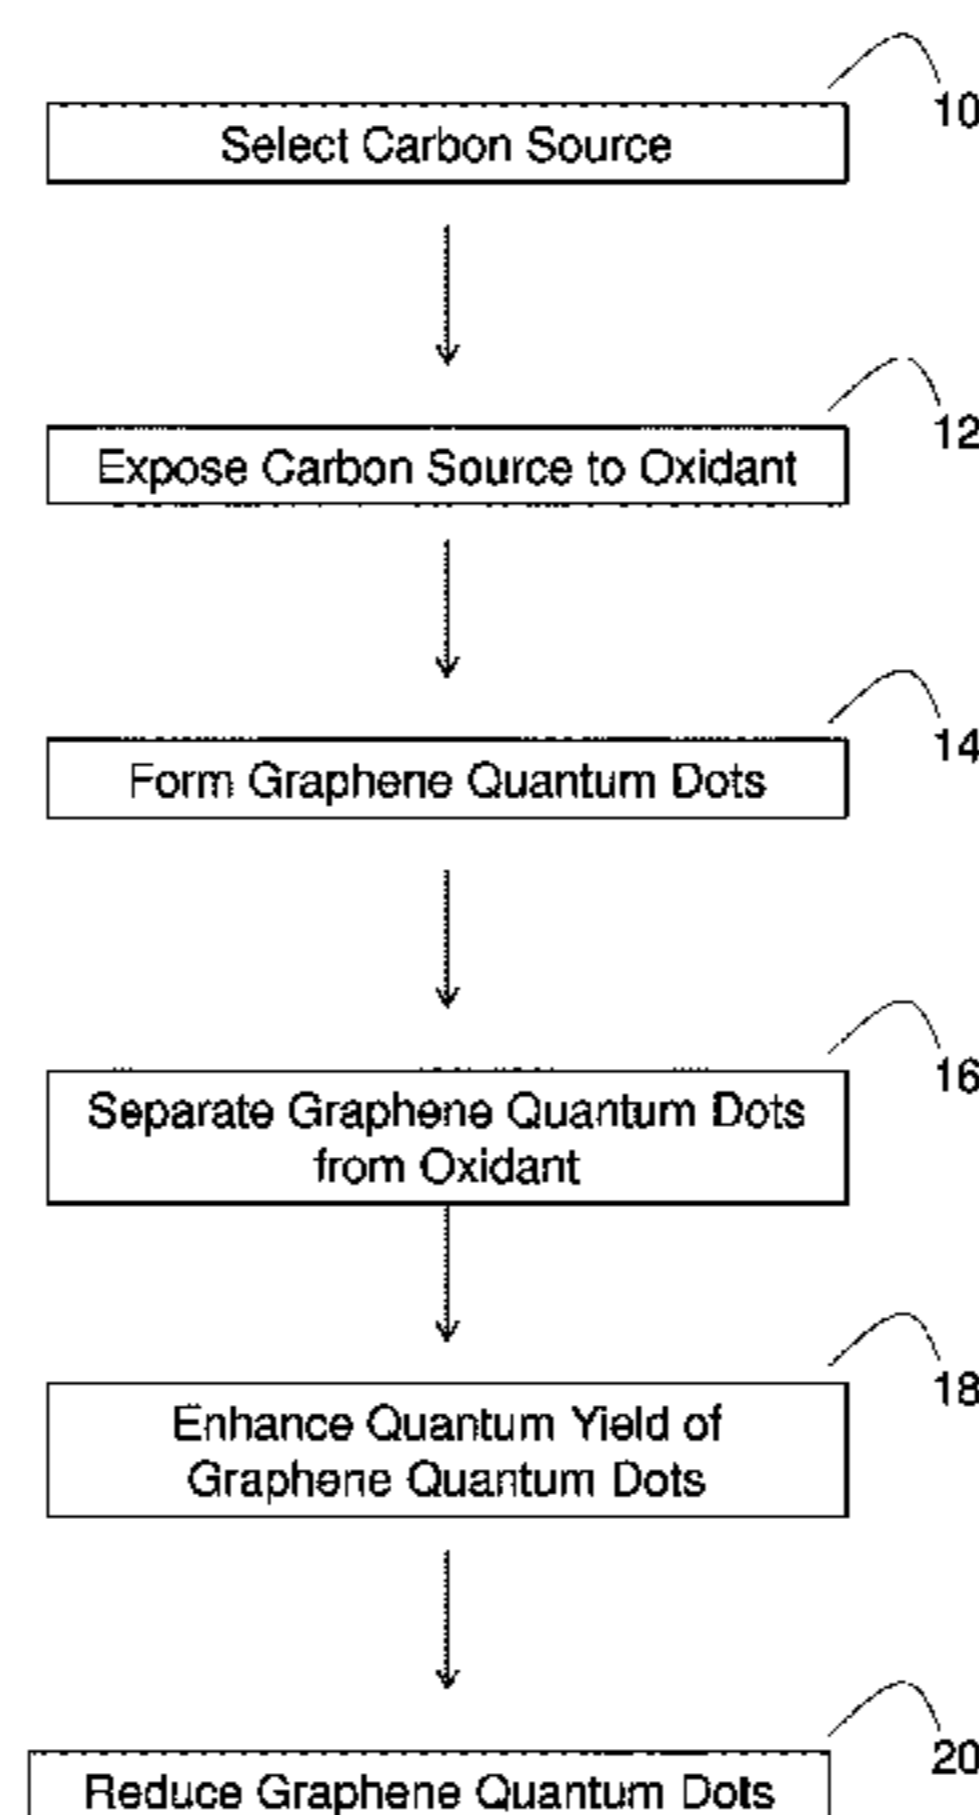 10
Select Carbon Source
12
Expose Carbon Source to Oxidant
14
Form Graphene Quantum Dots
16
Separate Graphene Quantum Dots
from Oxidant
18
Enhance Quantum Yield of
Graphene Quantum Dots
20
Reduce Graphene Quantum Dots